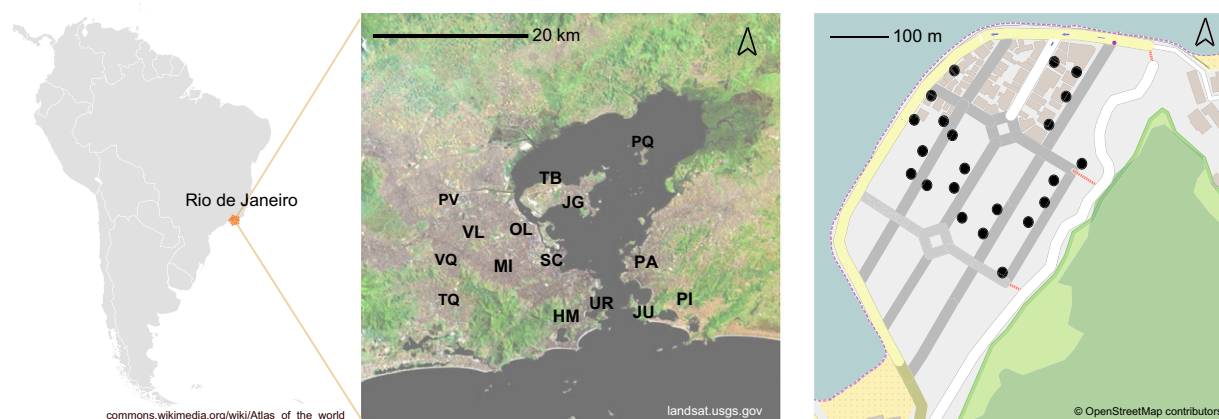 Rio de Janeiro
commons.wikimedia.org/wiki/Atlas_of_the_world
20 km
PQ
TB
PV
JG
OL
VL
VQ
MI
SC
PA
TQ
UR
PI
HM
JU
landsat.usgs.gov
100 m
© OpenStreetMap contributors